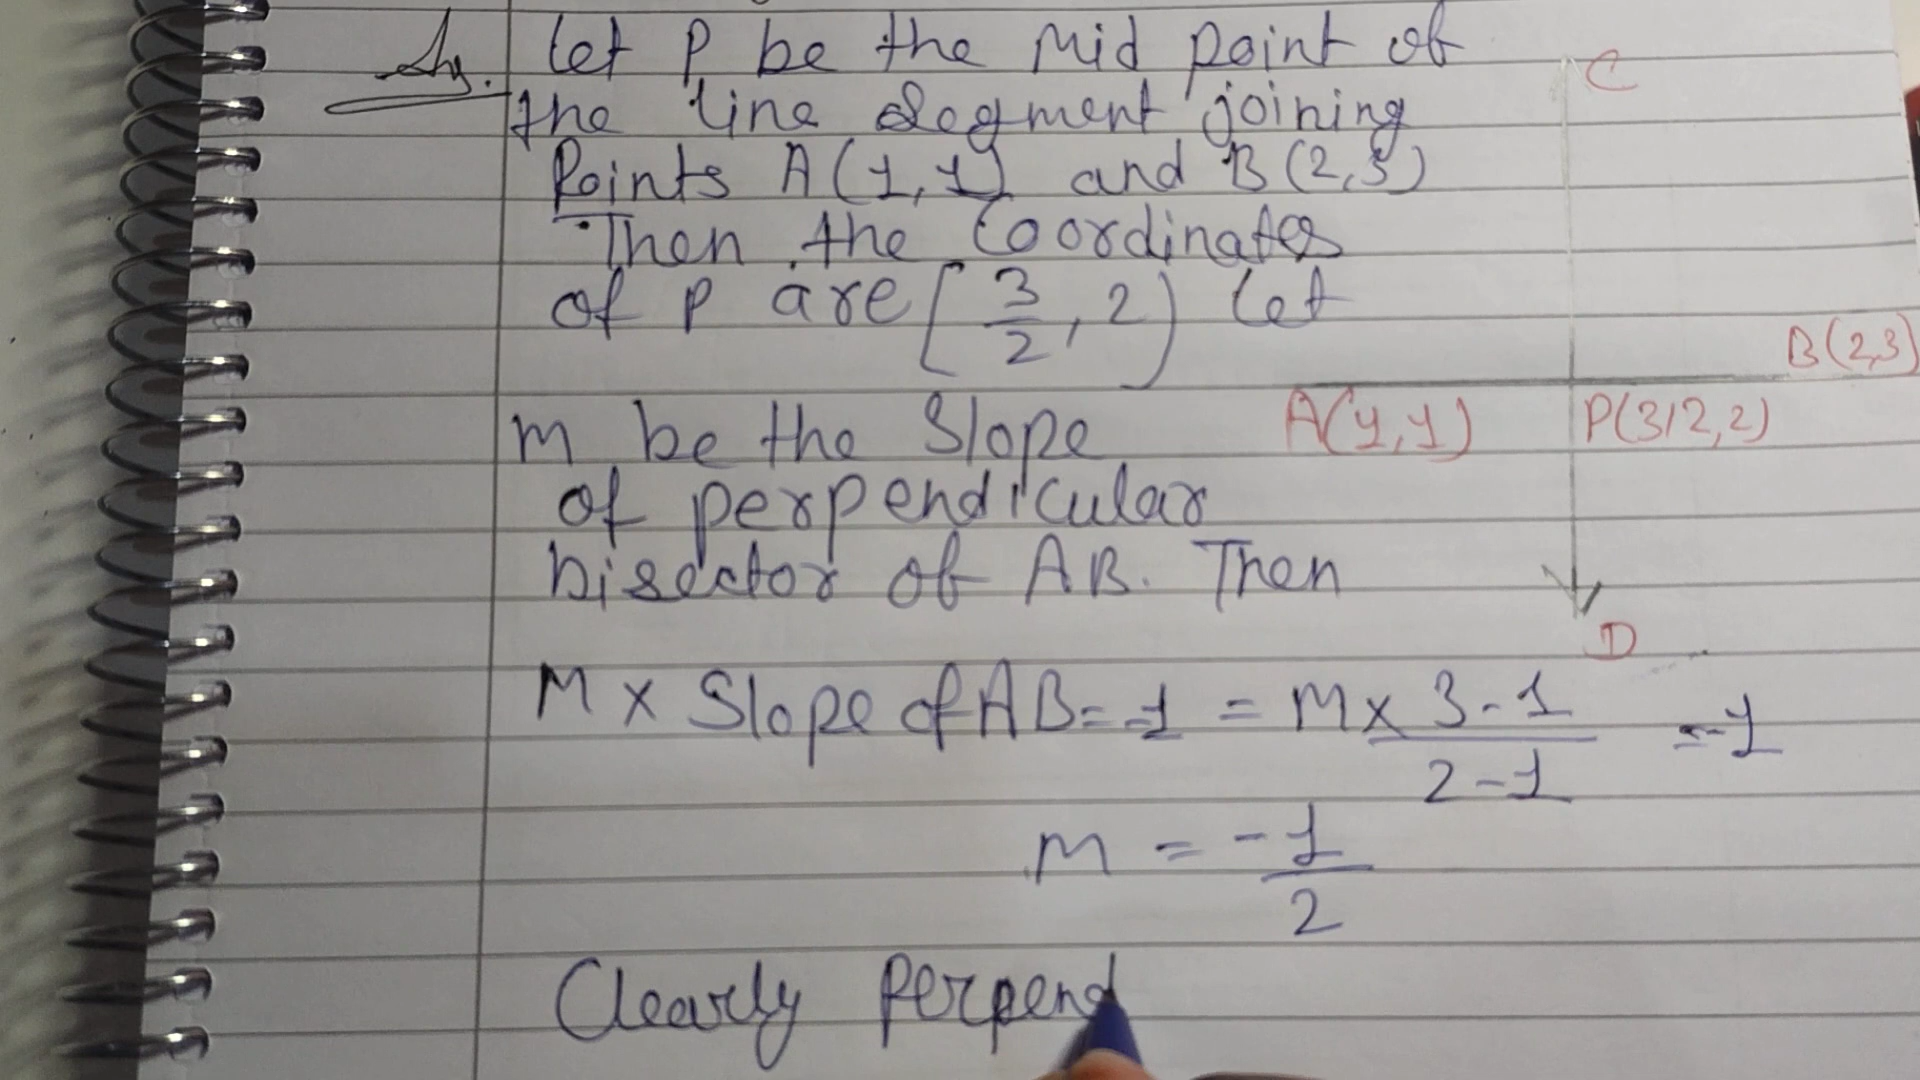 Ans. Let P be the Mid point of
the line Segment joining
Points A(1,1) and B(2,3)
Then the Coordinates
of P are [3/2, 2) Let
m be the Slope
of perpendicular
bisector of AB. Then
M x Slope of AB = -1 = M x 3-1/2-1 = -1
m = -1/2
Clearly Perpend
C
B(2,3)
A(1,1)
P(3/2,2)
D